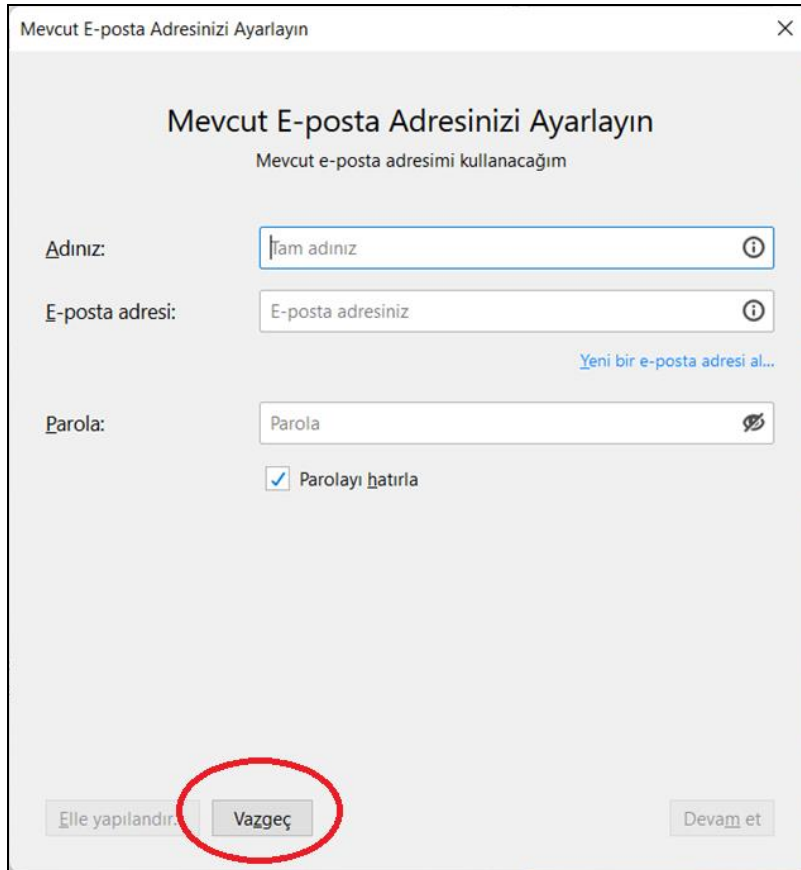 Mevcut E-posta Adresinizi Ayarlayın
Mevcut E-posta Adresinizi Ayarlayın
Mevcut e-posta adresimi kullanacağım
Adınız: Tam adınız
E-posta adresi: E-posta adresiniz
Yeni bir e-posta adresi al...
Parola: Parola
Parolayı hatırla
Elle yapılandır. Vazgeç Devam et